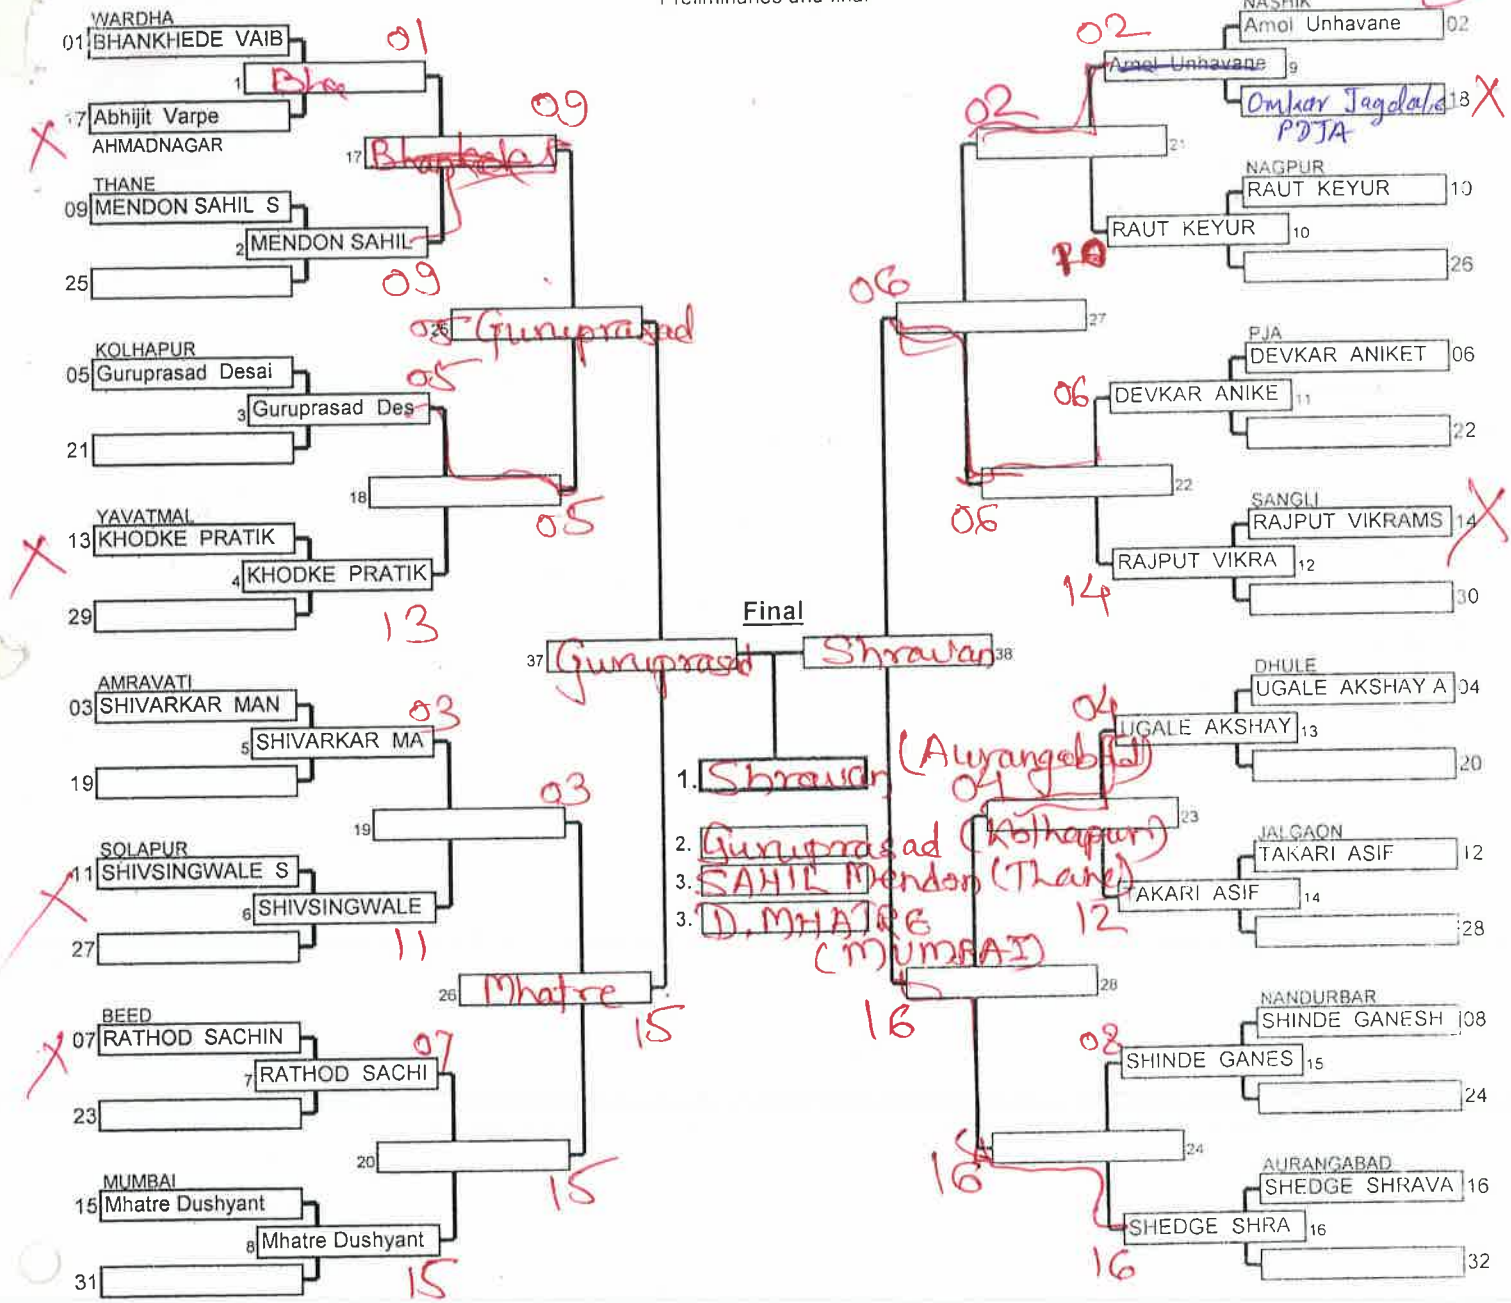 Preliminaries and final
WARDHA
01 BHANKHEDE VAIB
01
1 Bha
17 Abhijit Varpe
X
AHMADNAGAR
09
17
THANE
09 MENDON SAHIL S
2 MENDON SAHIL
25
09
05 25 Guruprasad
KOLHAPUR
05 Guruprasad Desai
05
3 Guruprasad Des
21
18
05
YAVATMAL
13 KHODKE PRATIK
X
4 KHODKE PRATIK
29
13
AMRAVATI
03 SHIVARKAR MAN
03
5 SHIVARKAR MA
19
03
19
SOLAPUR
11 SHIVSINGWALE S
X
6 SHIVSINGWALE
27
11
26 Mhatre
15
BEED
07 RATHOD SACHIN
X
07
7 RATHOD SACHI
23
20
15
MUMBAI
15 Mhatre Dushyant
8 Mhatre Dushyant
31
15
Final
37 Guruprasad
Shravan 38
1. Shravan (Aurangabad)
2. Guruprasad (Kolhapur)
3. SAHIL Mendon (Thane)
3. D. MHATRE
(MUMBAI)
NASHIK
Amol Unhavane 02
02
Amol Unhavane 9
Omkar Jagdale 18 X
PDJA
02
21
NAGPUR
RAUT KEYUR 10
RAUT KEYUR 10
10
26
06
27
PJA
DEVKAR ANIKET 06
06 DEVKAR ANIKE 11
22
22
06
SANGLI
RAJPUT VIKRAMS 14 X
RAJPUT VIKRA 12
14
30
DHULE
UGALE AKSHAY A 04
04
UGALE AKSHAY 13
20
04
23
JALGAON
TAKARI ASIF 12
TAKARI ASIF 14
12
28
28
16
NANDURBAR
SHINDE GANESH 08
08
SHINDE GANES 15
24
24
16
AURANGABAD
SHEDGE SHRAVA 16
SHEDGE SHRA 16
16
32